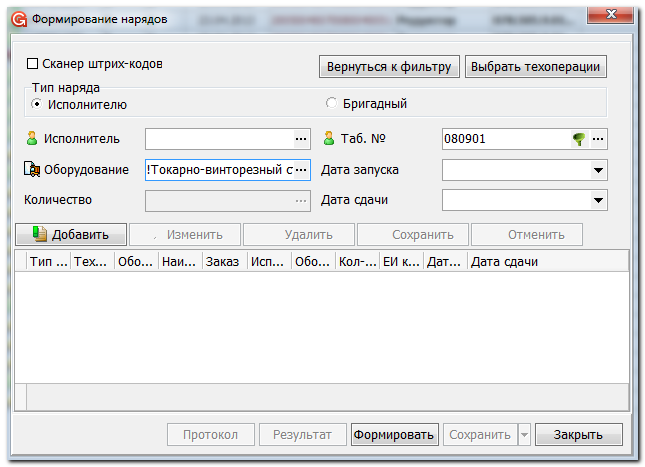 Формирование нарядов
Сканер штрих-кодов
Вернуться к фильтру
Выбрать техоперации
Тип наряда
Исполнителю
Бригадный
Исполнитель
...
Таб. №
080901
...
Оборудование
!Токарно-винторезный с
...
Дата запуска
Количество
...
Дата сдачи
Добавить
Изменить
Удалить
Сохранить
Отменить
Тип ... Тех... Обо... Наи... Заказ Исп... Обо... Кол-... ЕИ к... Дат... Дата сдачи
Протокол
Результат
Формировать
Сохранить
Закрыть